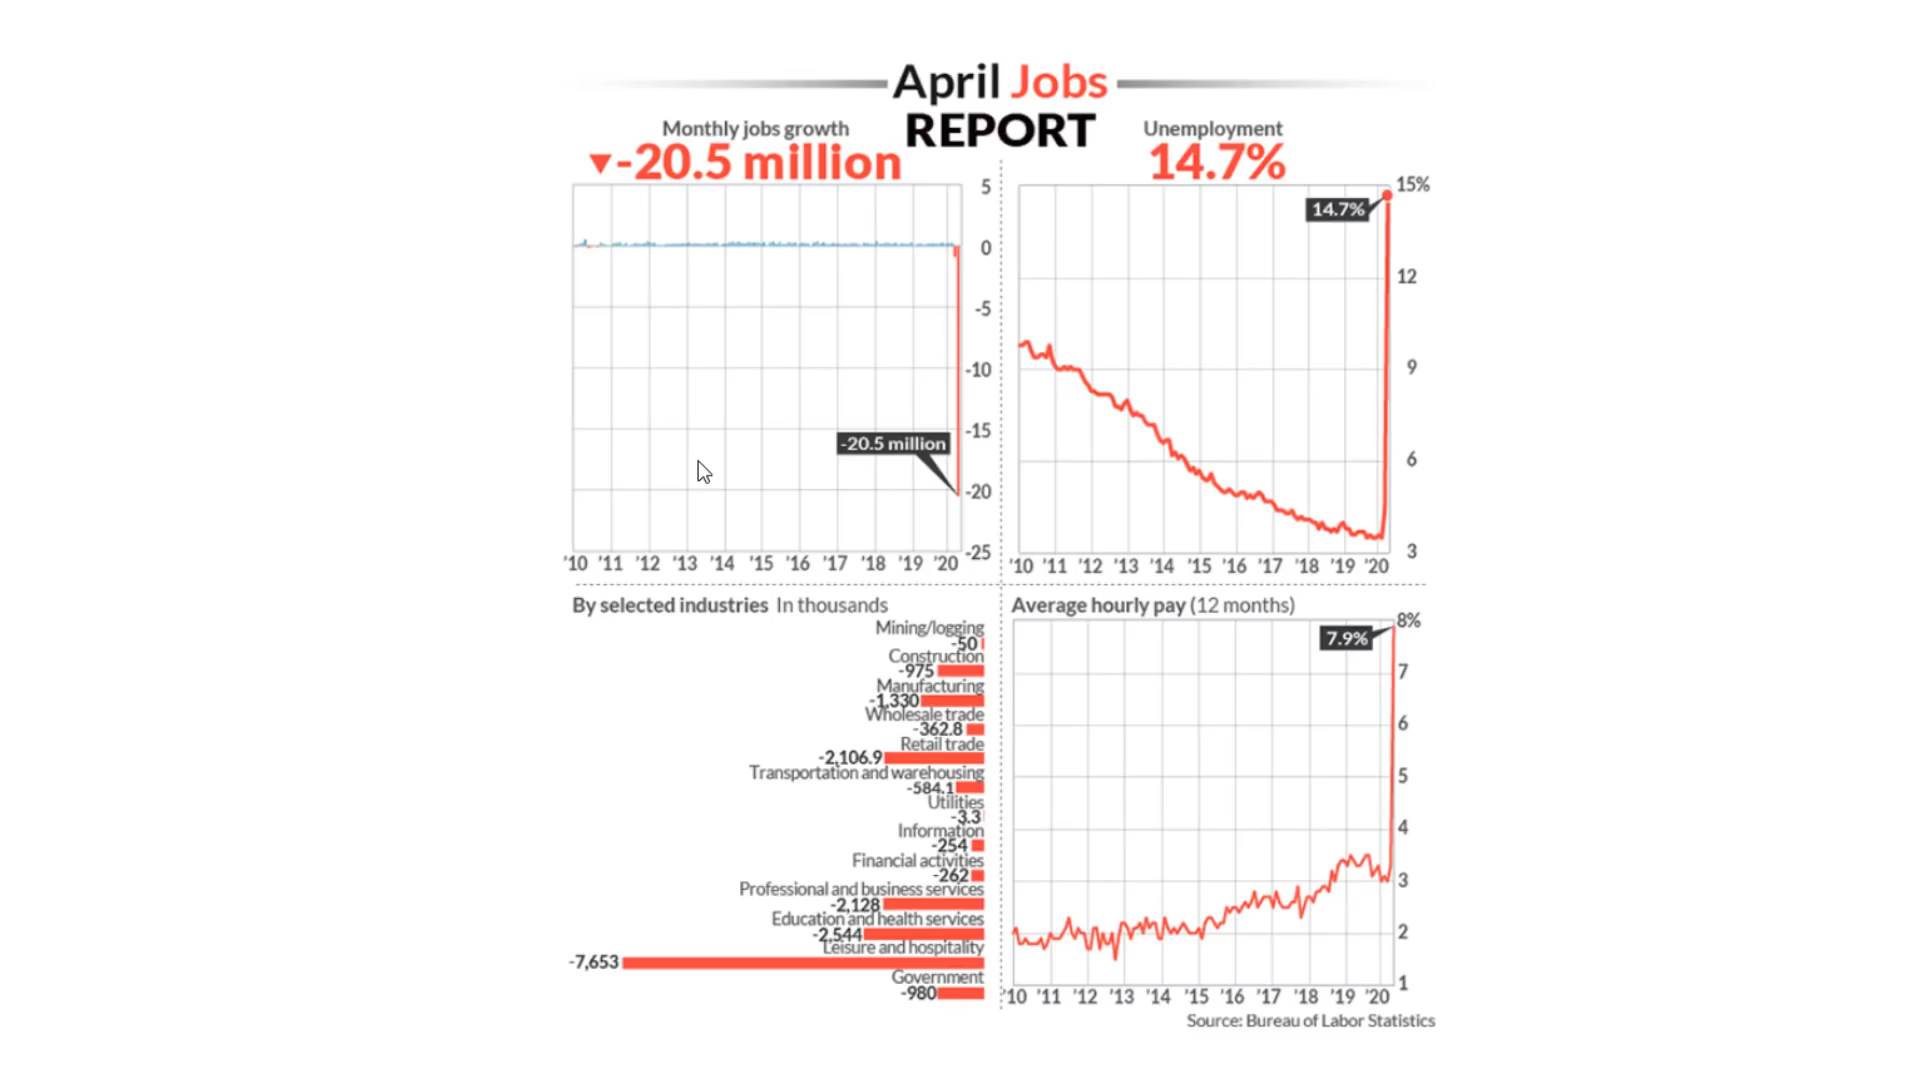 April Jobs
REPORT
Monthly jobs growth
▼-20.5 million
5
0
-5
-10
-15
-20
-25
-20.5 million
'10 '11 '12 '13 '14 '15 '16 '17 '18 '19 '20
Unemployment
14.7%
15%
12
9
6
3
14.7%
'10 '11 '12 '13 '14 '15 '16 '17 '18 '19 '20
By selected industries In thousands
Mining/logging
-50
Construction
-975
Manufacturing
-1,330
Wholesale trade
-362.8
Retail trade
-2,106.9
Transportation and warehousing
-584.1
Utilities
-3.3
Information
-254
Financial activities
-262
Professional and business services
-2,128
Education and health services
-2,544
Leisure and hospitality
-7,653
Government
-980
Average hourly pay (12 months)
8%
7
6
5
4
3
2
1
7.9%
'10 '11 '12 '13 '14 '15 '16 '17 '18 '19 '20
Source: Bureau of Labor Statistics